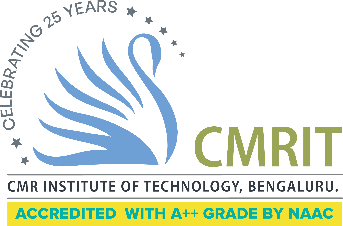 CELEBRATING 25 YEARS
CMRIT
CMR INSTITUTE OF TECHNOLOGY, BENGALURU.
ACCREDITED WITH A++ GRADE BY NAAC